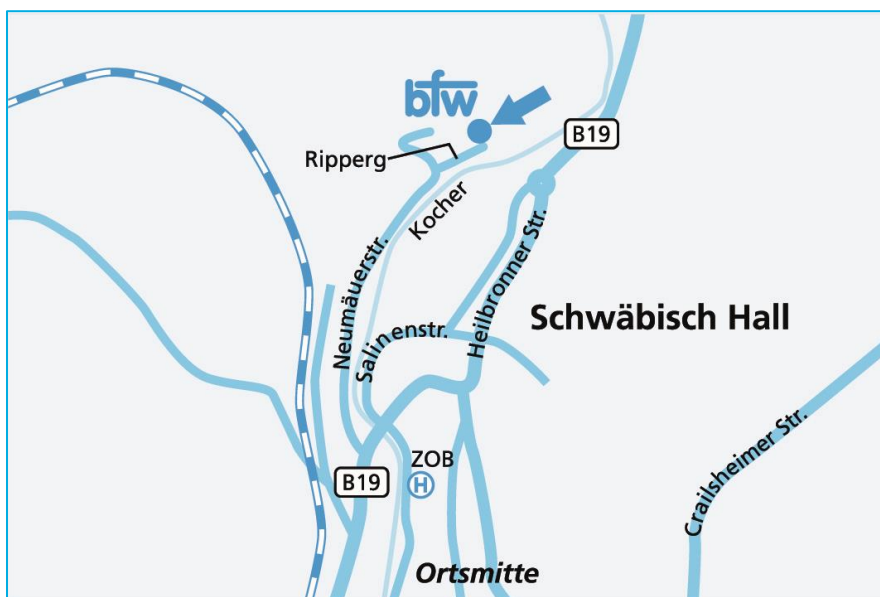 bfw
B19
Ripperg
Kocher
Neumäuerstr.
Heilbronner Str.
Schwäbisch Hall
Salinenstr.
Crailsheimer Str.
ZOB
B19
H
Ortsmitte